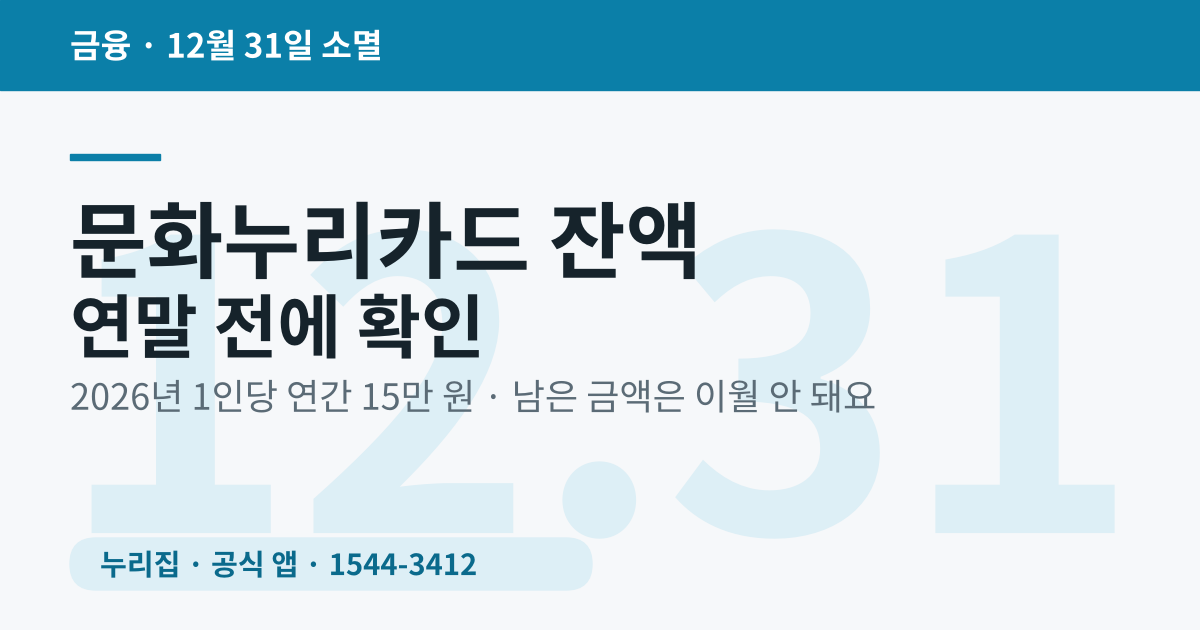 금융 · 12월 31일 소멸
문화누리카드 잔액
연말 전에 확인
2026년 1인당 연간 15만 원 · 남은 금액은 이월 안 돼요
12.31
누리집 · 공식 앱 · 1544-3412